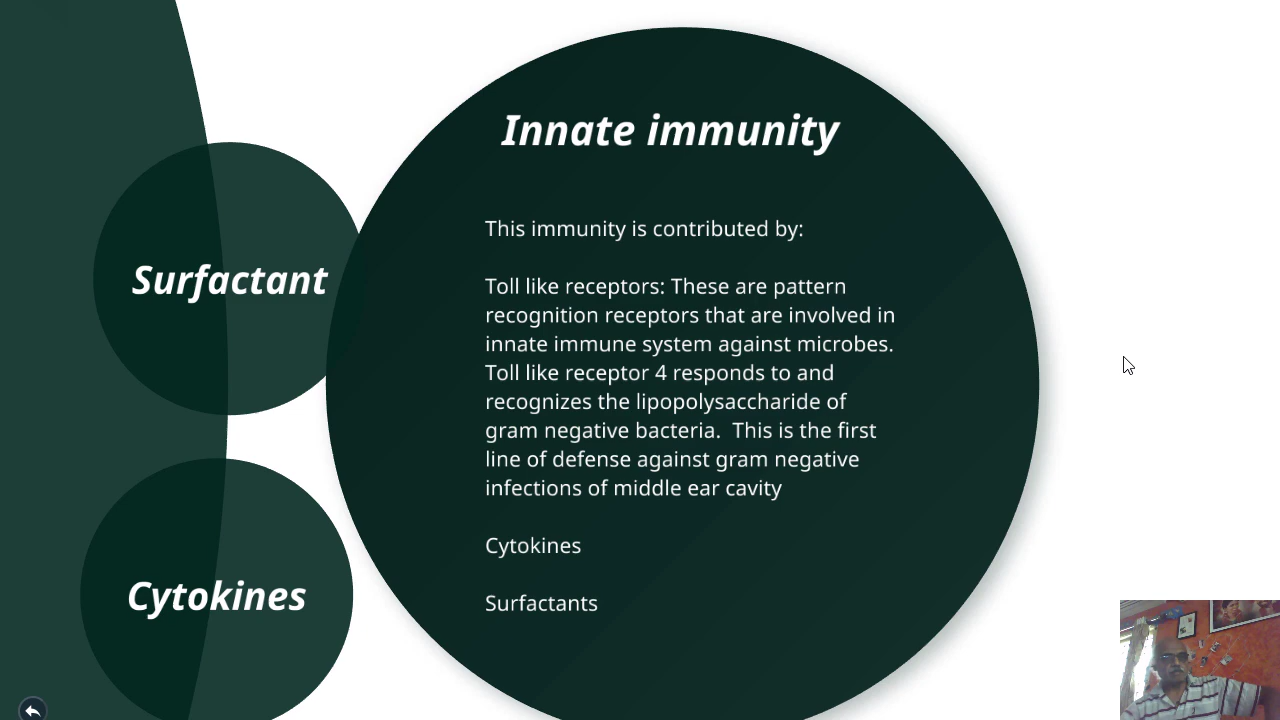 Innate immunity
This immunity is contributed by:
Toll like receptors: These are pattern
recognition receptors that are involved in
innate immune system against microbes.
Toll like receptor 4 responds to and
recognizes the lipopolysaccharide of
gram negative bacteria.  This is the first
line of defense against gram negative
infections of middle ear cavity
Cytokines
Surfactants
Surfactant
Cytokines